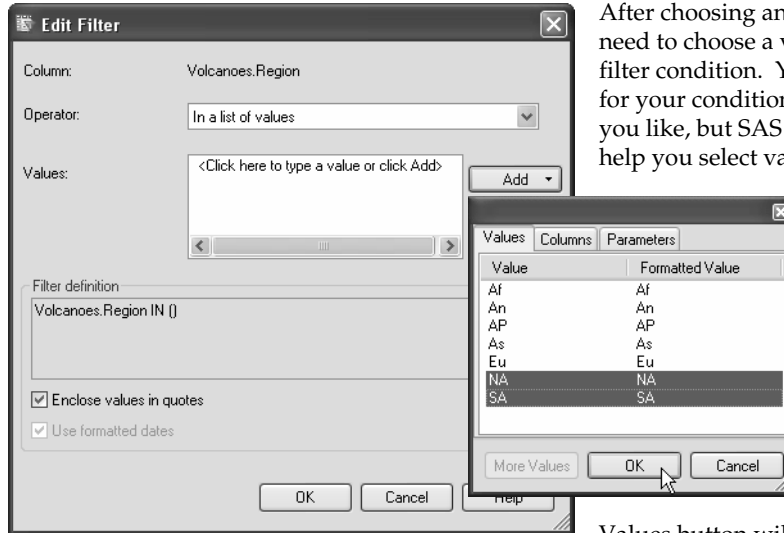 Edit Filter
Column: Volcanoes.Region
Operator: In a list of values
Values: <Click here to type a value or click Add>
Add
Filter definition
Volcanoes.Region IN ()
Enclose values in quotes
Use formatted dates
OK Cancel Help
After choosing an
need to choose a
filter condition.
for your condition
you like, but SAS
help you select
Values Columns Parameters
Value Formatted Value
Af Af
An An
AP AP
As As
Eu Eu
NA NA
SA SA
More Values OK Cancel
Values button